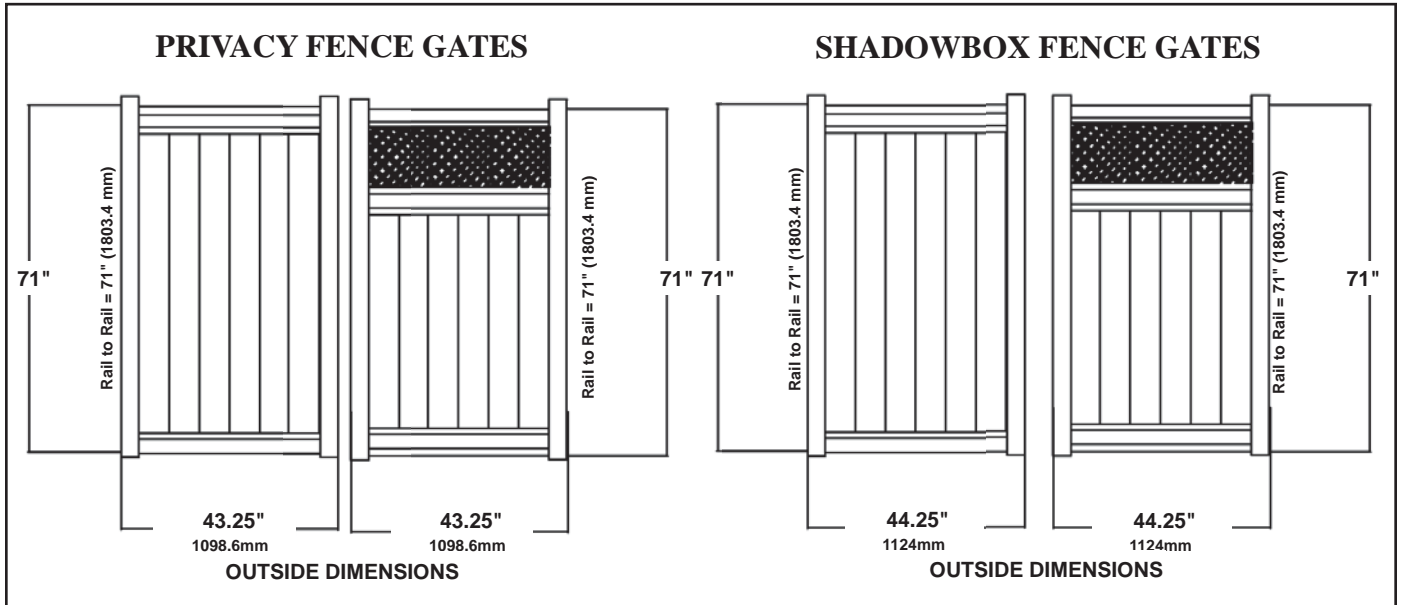 PRIVACY FENCE GATES
71"
Rail to Rail = 71" (1803.4 mm)
Rail to Rail = 71" (1803.4 mm)
71"
43.25"
1098.6mm
43.25"
1098.6mm
OUTSIDE DIMENSIONS
SHADOWBOX FENCE GATES
71"
Rail to Rail = 71" (1803.4 mm)
Rail to Rail = 71" (1803.4 mm)
71"
44.25"
1124mm
44.25"
1124mm
OUTSIDE DIMENSIONS